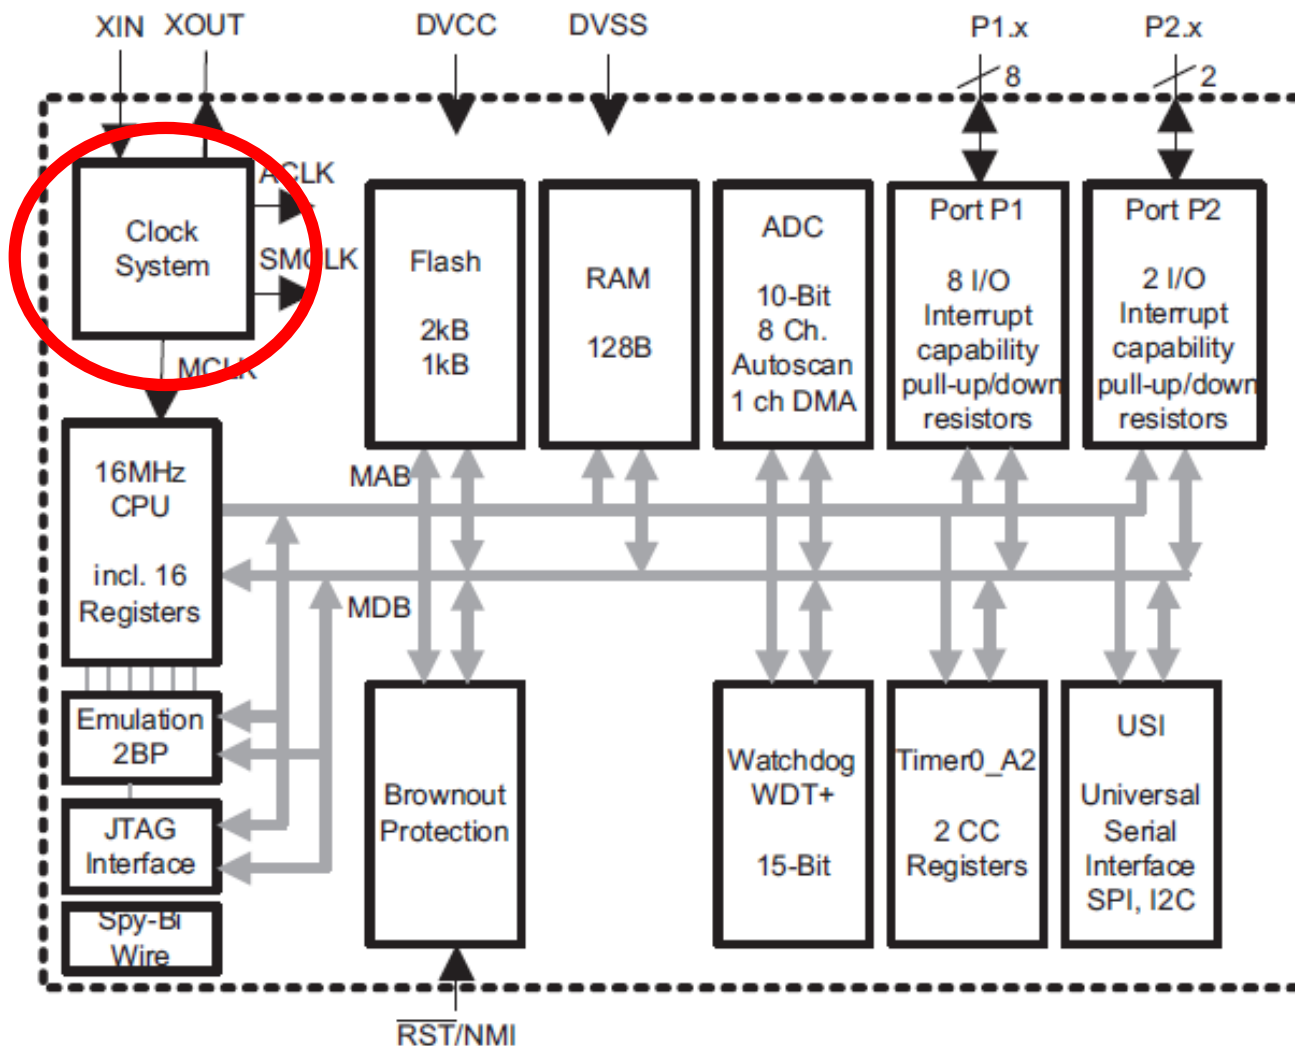 XIN XOUT DVCC DVSS P1.x P2.x
8 2
Clock
System
ACLK
SMCLK
MCLK
16MHz
CPU
incl. 16
Registers
Emulation
2BP
JTAG
Interface
Spy-Bi
Wire
Flash
2kB
1kB
RAM
128B
ADC
10-Bit
8 Ch.
Autoscan
1 ch DMA
Port P1
8 I/O
Interrupt
capability
pull-up/down
resistors
Port P2
2 I/O
Interrupt
capability
pull-up/down
resistors
MAB
MDB
Brownout
Protection
Watchdog
WDT+
15-Bit
Timer0_A2
2 CC
Registers
USI
Universal
Serial
Interface
SPI, I2C
RST/NMI